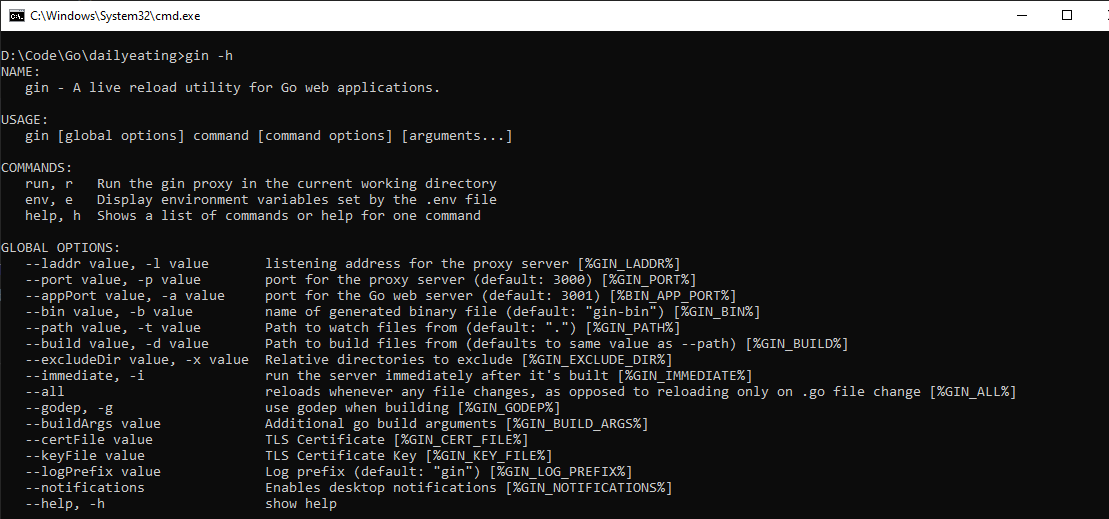 C:\Windows\System32\cmd.exe
D:\Code\Go\dailyeating>gin -h
NAME:
   gin - A live reload utility for Go web applications.
USAGE:
   gin [global options] command [command options] [arguments...]
COMMANDS:
   run, r   Run the gin proxy in the current working directory
   env, e   Display environment variables set by the .env file
   help, h  Shows a list of commands or help for one command
GLOBAL OPTIONS:
   --laddr value, -l value       listening address for the proxy server [%GIN_LADDR%]
   --port value, -p value        port for the proxy server (default: 3000) [%GIN_PORT%]
   --appPort value, -a value     port for the Go web server (default: 3001) [%BIN_APP_PORT%]
   --bin value, -b value         name of generated binary file (default: "gin-bin") [%GIN_BIN%]
   --path value, -t value        Path to watch files from (default: ".") [%GIN_PATH%]
   --build value, -d value       Path to build files from (defaults to same value as --path) [%GIN_BUILD%]
   --excludeDir value, -x value  Relative directories to exclude [%GIN_EXCLUDE_DIR%]
   --immediate, -i               run the server immediately after it's built [%GIN_IMMEDIATE%]
   --all                         reloads whenever any file changes, as opposed to reloading only on .go file change [%GIN_ALL%]
   --godep, -g                   use godep when building [%GIN_GODEP%]
   --buildArgs value             Additional go build arguments [%GIN_BUILD_ARGS%]
   --certFile value              TLS Certificate [%GIN_CERT_FILE%]
   --keyFile value               TLS Certificate Key [%GIN_KEY_FILE%]
   --logPrefix value             Log prefix (default: "gin") [%GIN_LOG_PREFIX%]
   --notifications               Enables desktop notifications [%GIN_NOTIFICATIONS%]
   --help, -h                    show help